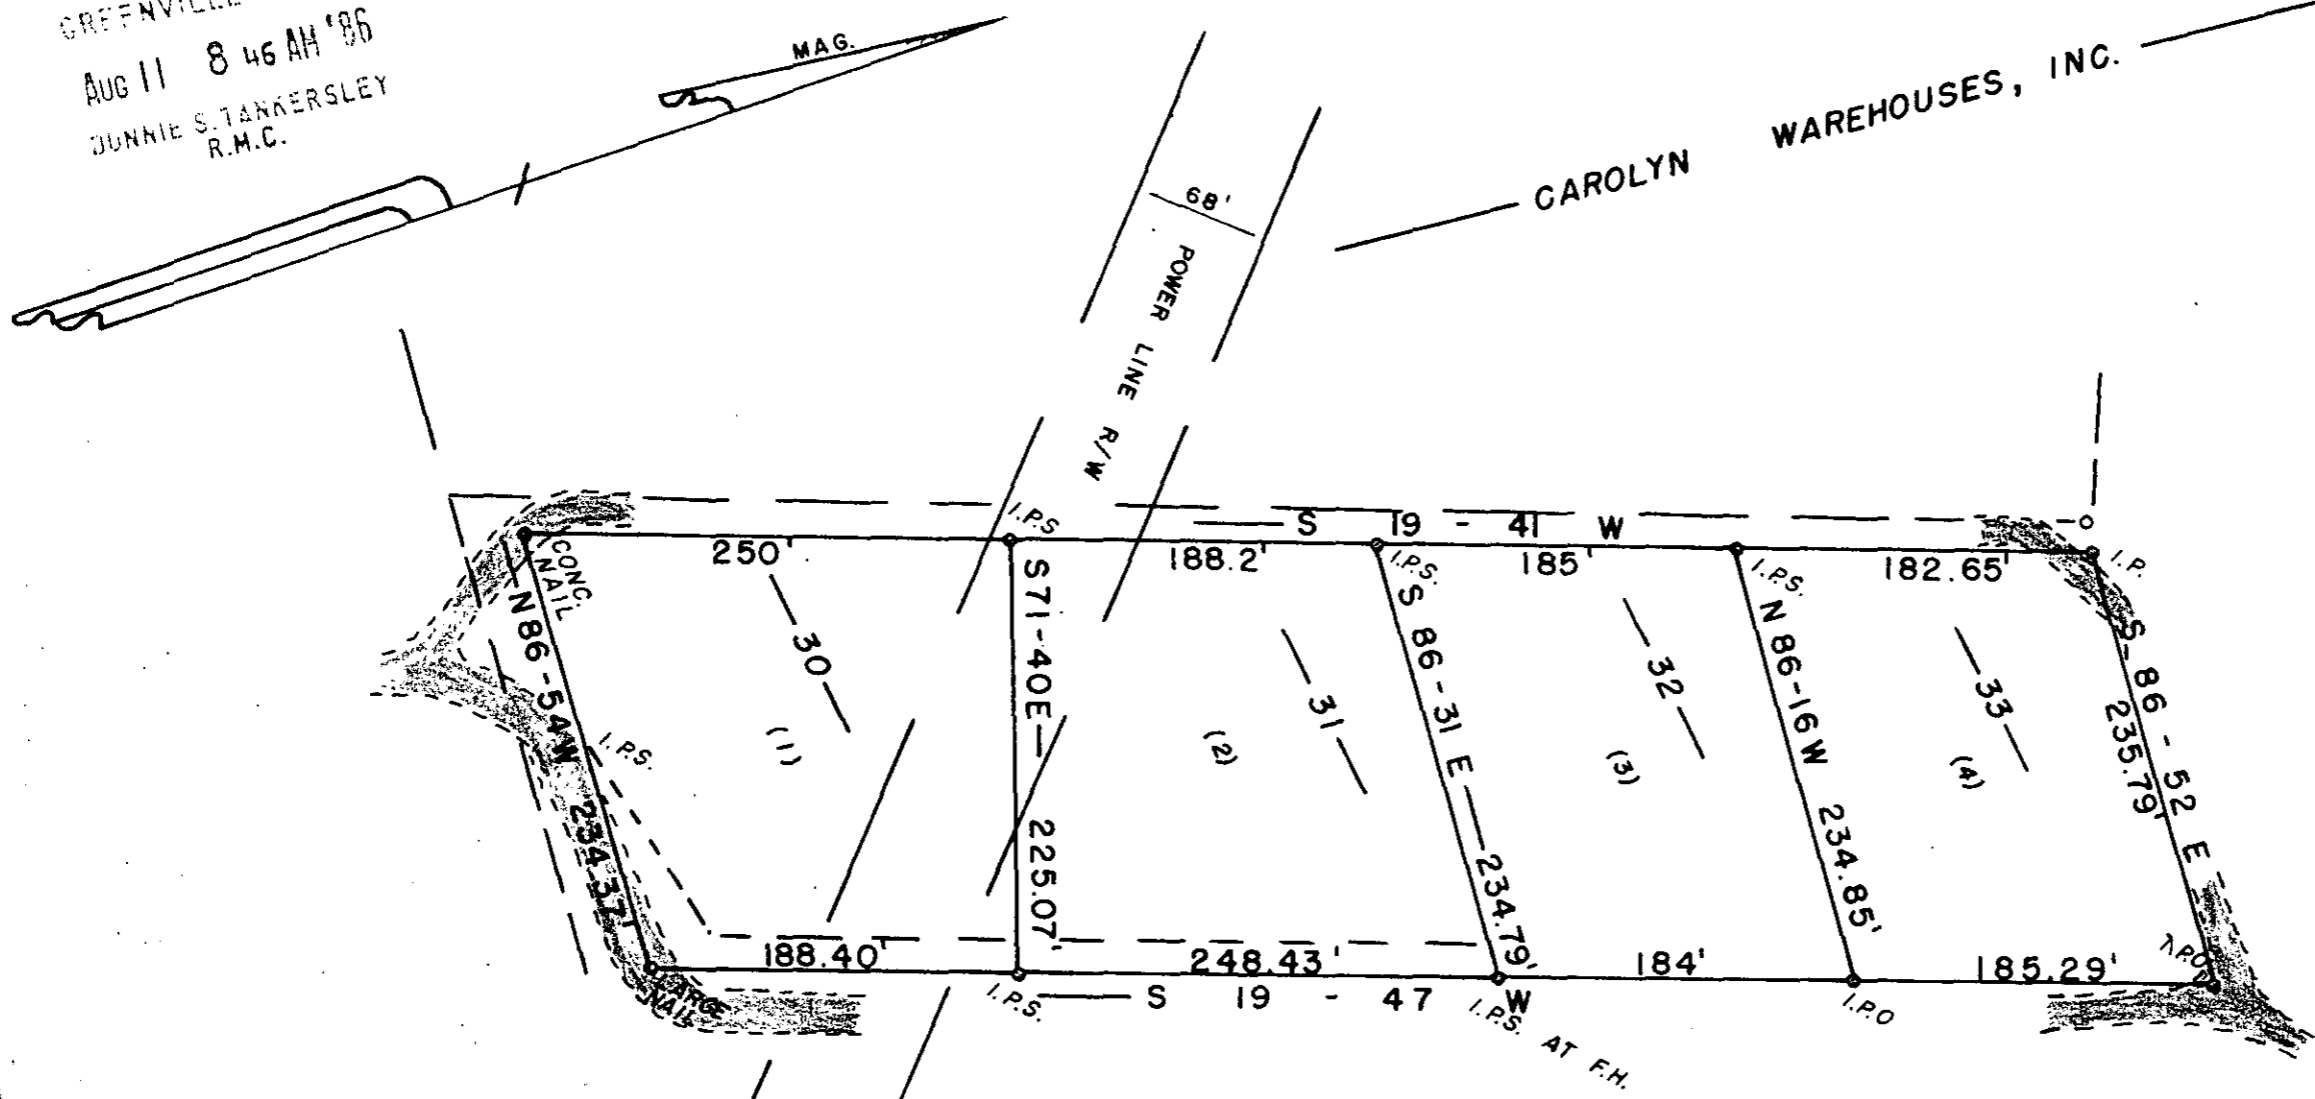 GREENVILLE
AUG 11 8 46 AM '86
DONNIE S. TANKERSLEY
R.M.C.
MAG.
CAROLYN WAREHOUSES, INC.
68'
POWER LINE R/W
I.P.S
S 19 - 41 W
250'
188.2'
185'
182.65'
CONC.
NAIL
I.P.S.
I.P.S.
I.P.
N 86 - 54 W 234.37'
30
(1)
S 71 - 40 E 225.07'
31
(2)
S 86 - 31 E 234.79'
32
(3)
N 86 - 16 W 234.85'
33
(4)
S - 86 - 52 E
235.79'
I.P.S.
188.40'
248.43'
184'
185.29'
I.P.O
LARGE
NAIL
I.P.S.
S 19 - 47 W
I.P.S. AT F.H.
I.P.O